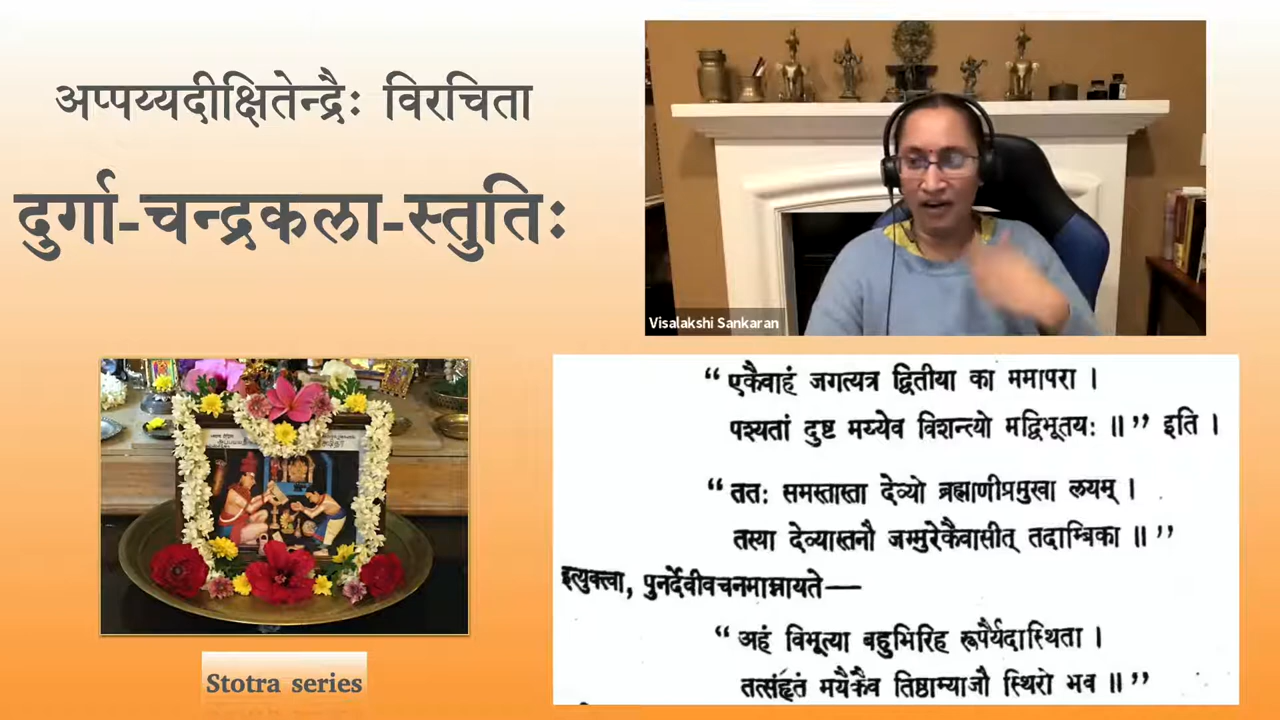 अप्पय्यदीक्षितेन्द्रैः विरचिता
दुर्गा-चन्द्रकला-स्तुतिः
Visalakshi Sankaran
“ एकैवाहं जगत्यत्र द्वितीया का ममापरा ।
पश्यतां दुष्ट मय्येव विशन्त्यो मद्विभूतयः ॥ ” इति ।
“ ततः समस्तास्ता देव्यो ब्रह्माणीप्रमुखा लयम् ।
तस्या देव्यास्तनौ जग्मुरेकैवासीत् तदाम्बिका ॥ ”
इत्युक्त्वा, पुनर्देवीवचनमाम्नायते—
“ अहं विभूत्या बहुभिरिह रूपैर्यदास्थिता ।
तत्संहृतं मयैकैव तिष्ठाम्याजौ स्थिरो भव ॥ ”
Stotra series